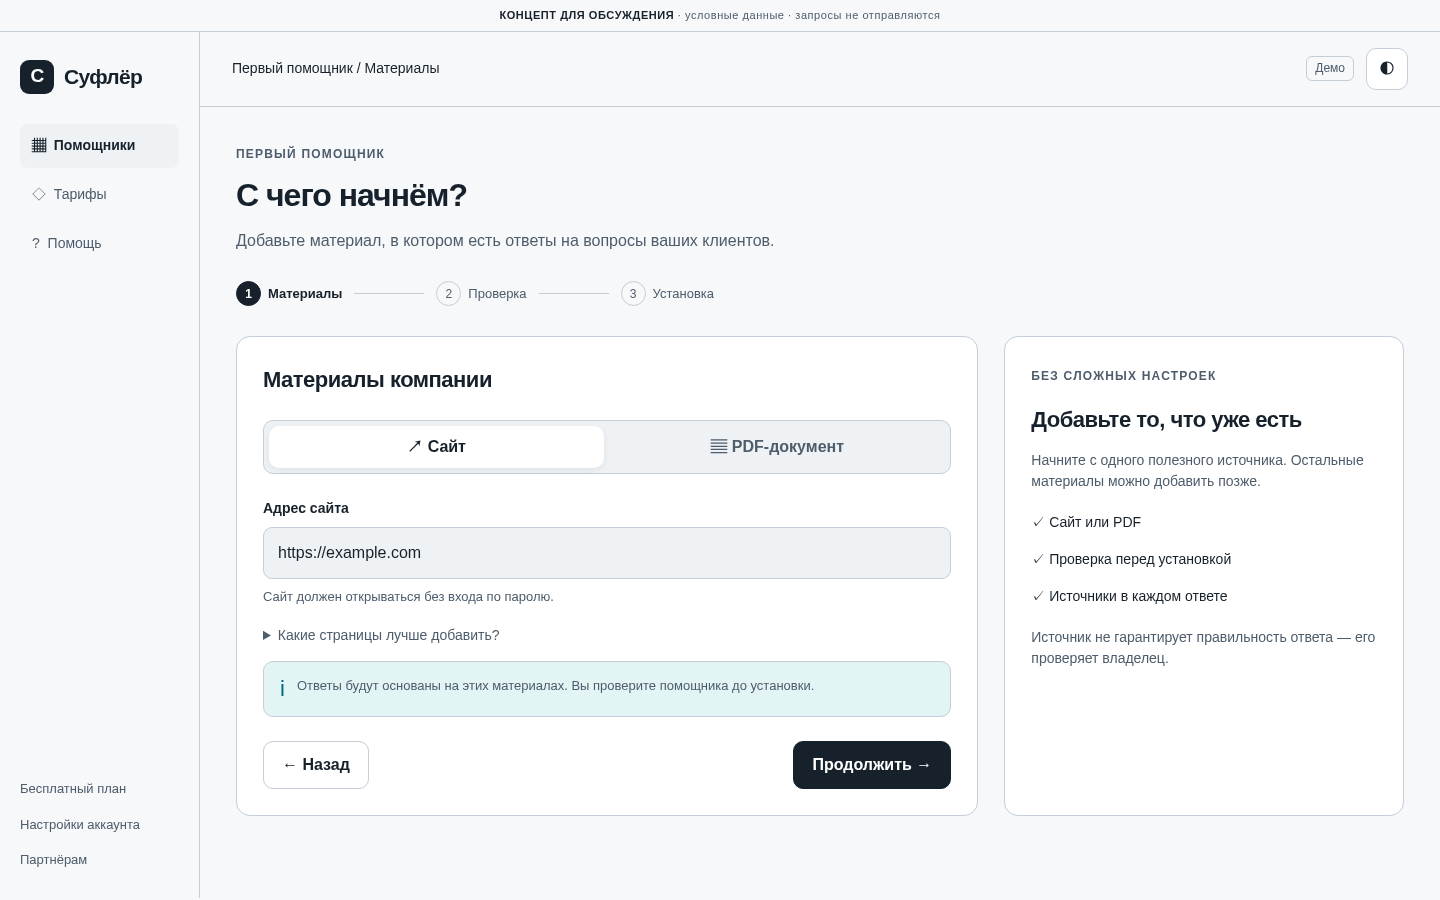 КОНЦЕПТ ДЛЯ ОБСУЖДЕНИЯ · условные данные · запросы не отправляются
С Суфлёр
Помощники
Тарифы
? Помощь
Бесплатный план
Настройки аккаунта
Партнёрам
Первый помощник / Материалы
Демо
ПЕРВЫЙ ПОМОЩНИК
С чего начнём?
Добавьте материал, в котором есть ответы на вопросы ваших клиентов.
1 Материалы 2 Проверка 3 Установка
Материалы компании
↗ Сайт ▤ PDF-документ
Адрес сайта
https://example.com
Сайт должен открываться без входа по паролю.
▶ Какие страницы лучше добавить?
i Ответы будут основаны на этих материалах. Вы проверите помощника до установки.
← Назад Продолжить →
БЕЗ СЛОЖНЫХ НАСТРОЕК
Добавьте то, что уже есть
Начните с одного полезного источника. Остальные
материалы можно добавить позже.
✓ Сайт или PDF
✓ Проверка перед установкой
✓ Источники в каждом ответе
Источник не гарантирует правильность ответа — его
проверяет владелец.